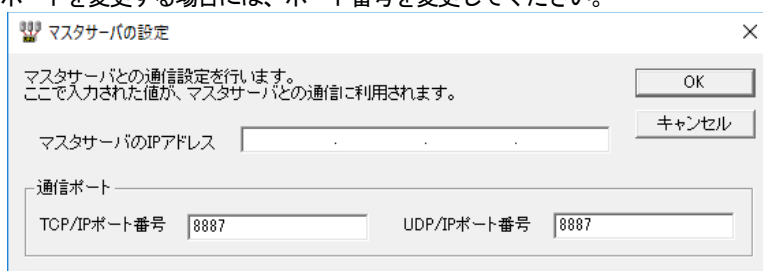 ポートを変更する場合には、ポート番号を変更してください。
マスタサーバの設定
マスタサーバとの通信設定を行います。
ここで入力された値が、マスタサーバとの通信に利用されます。
OK
キャンセル
マスタサーバのIPアドレス . . .
通信ポート
TCP/IPポート番号 8887 UDP/IPポート番号 8887